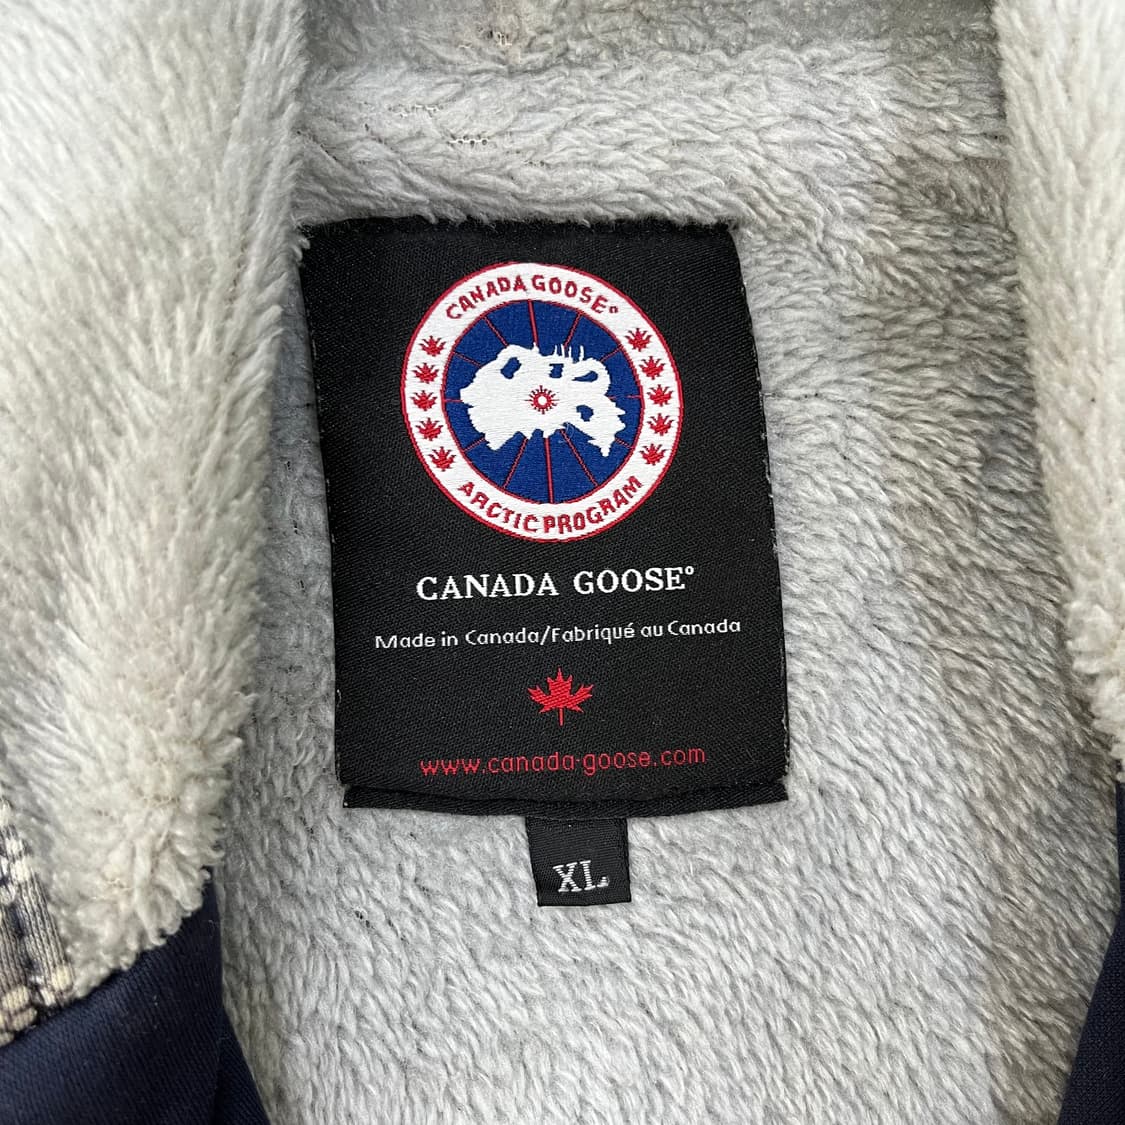 CANADA GOOSE®
ARCTIC PROGRAM
CANADA GOOSE®
Made in Canada/Fabriqué au Canada
www.canada-goose.com
XL